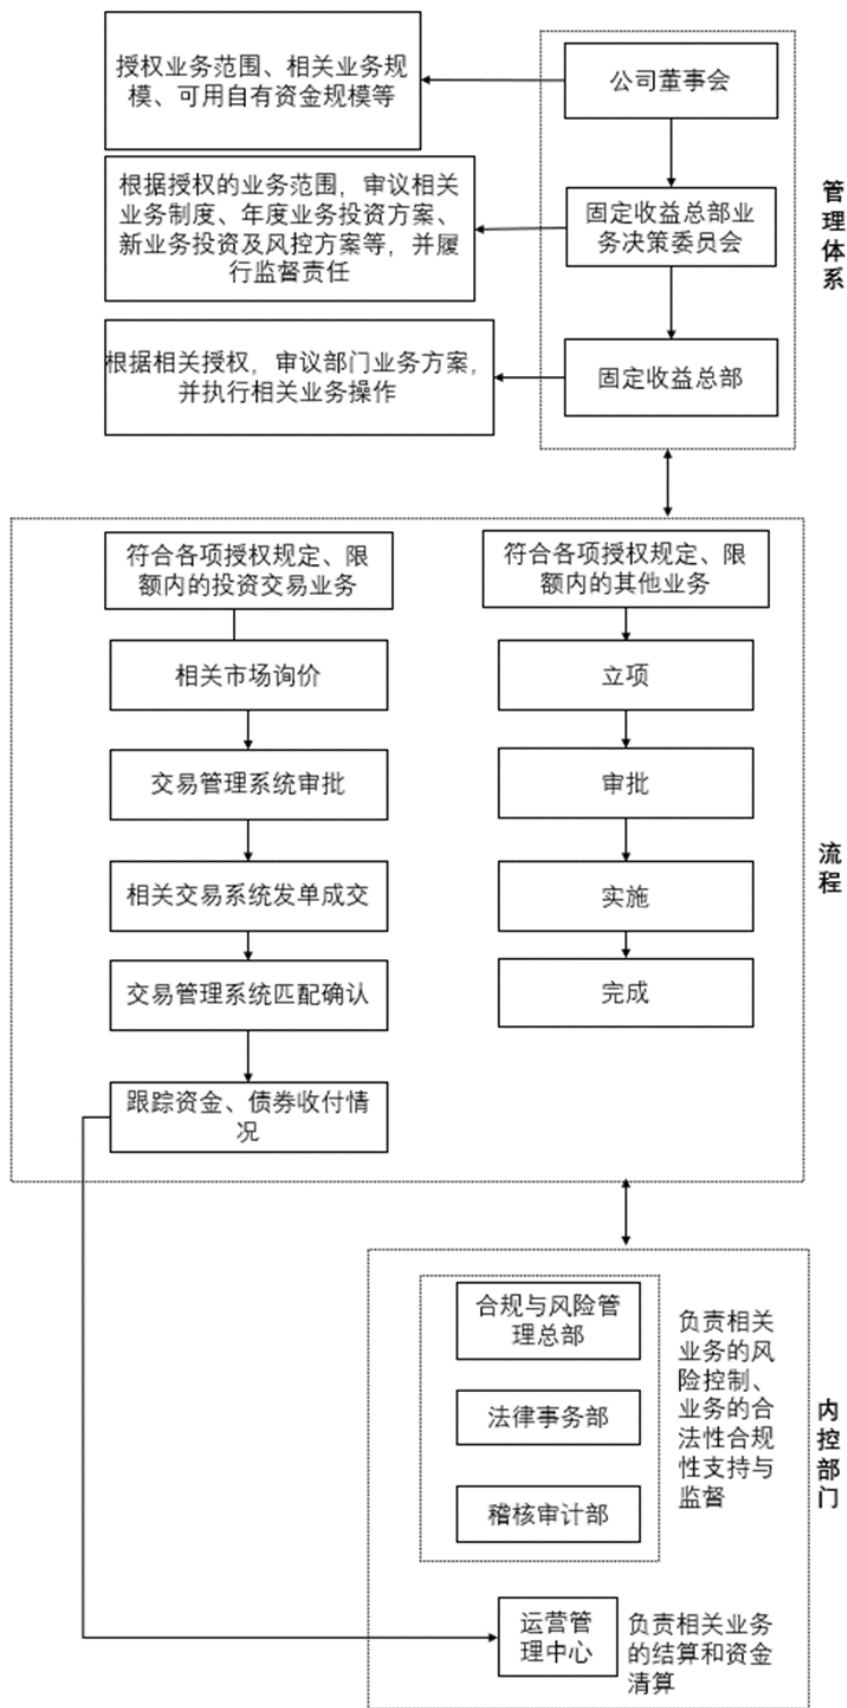 授权业务范围、相关业务规
模、可用自有资金规模等
公司董事会
根据授权的业务范围，审议相关
业务制度、年度业务投资方案、
新业务投资及风控方案等，并履
行监督责任
固定收益总部业
务决策委员会
根据相关授权，审议部门业务方案，
并执行相关业务操作
固定收益总部
管
理
体
系
符合各项授权规定、限
额内的投资交易业务
相关市场询价
交易管理系统审批
相关交易系统发单成交
交易管理系统匹配确认
跟踪资金、债券收付情
况
符合各项授权规定、限
额内的其他业务
立项
审批
实施
完成
流
程
合规与风险管
理总部
法律事务部
稽核审计部
负责相关
业务的风
险控制、
业务的合
法性合规
性支持与
监督
运营管
理中心
负责相关业务
的结算和资金
清算
内
控
部
门